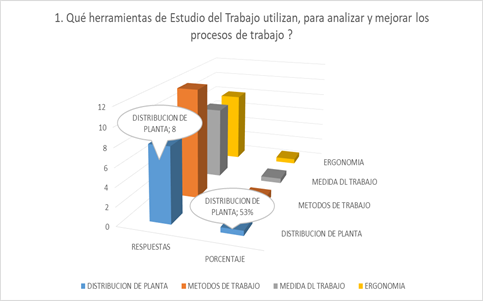 1. Qué herramientas de Estudio del Trabajo utilizan, para analizar y mejorar los
procesos de trabajo ?
12
10
8
6
4
2
0
DISTRIBUCION DE
PLANTA; 8
DISTRIBUCION DE
PLANTA; 53%
ERGONOMIA
MEDIDA DL TRABAJO
METODOS DE TRABAJO
DISTRIBUCION DE PLANTA
RESPUESTAS
PORCENTAJE
DISTRIBUCION DE PLANTA METODOS DE TRABAJO MEDIDA DL TRABAJO ERGONOMIA